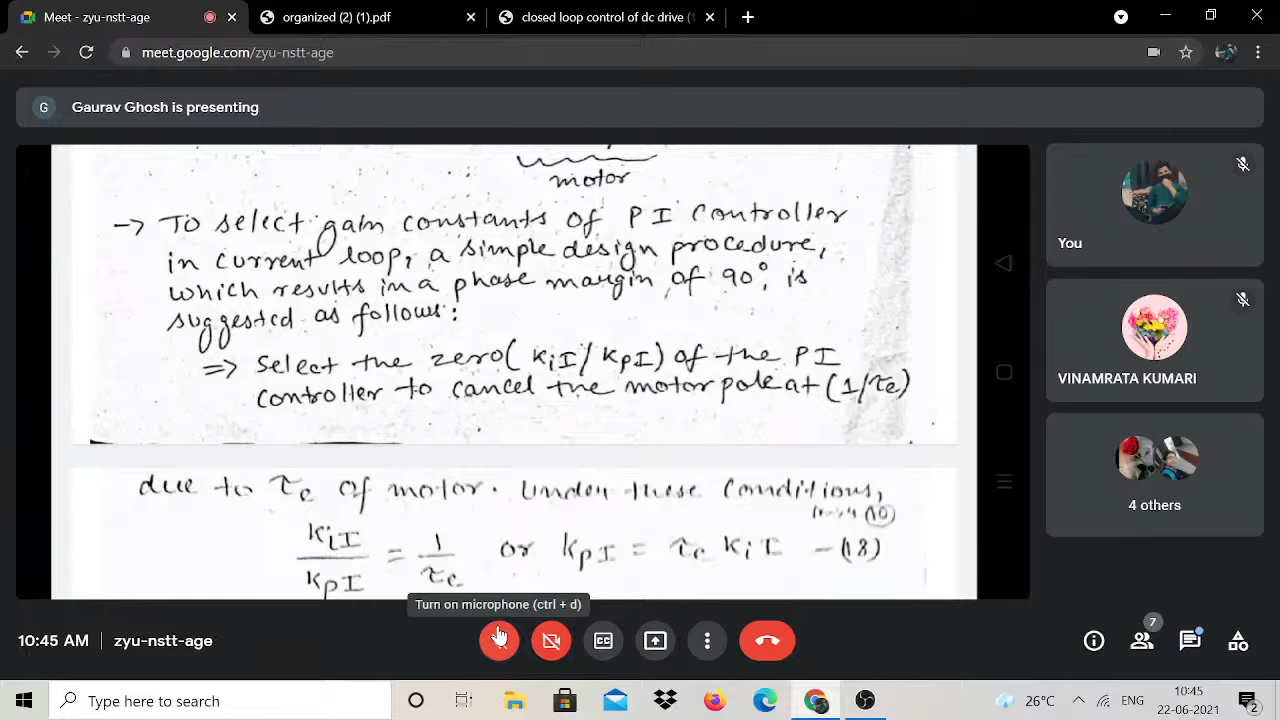 Meet - zyu-nstt-age
organized (2) (1).pdf
closed loop control of dc drive (1
meet.google.com/zyu-nstt-age
G Gaurav Ghosh is presenting
motor
→ To select gain constants of PI controller
in current loop, a simple design procedure,
which results in a phase margin of 90°, is
suggested as follows:
⇒ Select the zero (KiI/KpI) of the PI
controller to cancel the motor pole at (1/τe)
due to τe of motor. Under these conditions,
KiI/KpI = 1/τe or KpI = τe KiI -(18)
You
VINAMRATA KUMARI
4 others
Turn on microphone (ctrl + d)
10:45 AM | zyu-nstt-age
CC
7
Type here to search
26°C
ENG
10:45
22-06-2021
2